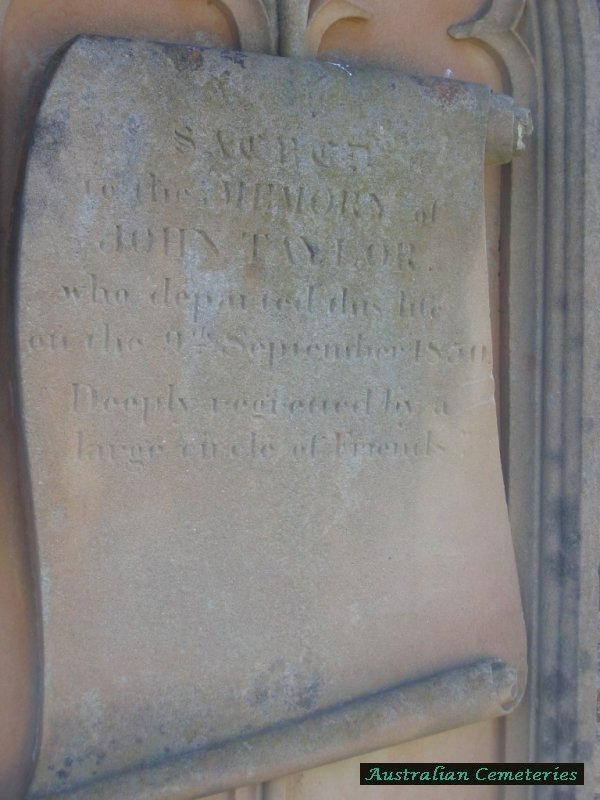 SACRED
to the MEMORY of
JOHN TAYLOR.
who departed this life
on the 9th September 1850
"Deeply regretted by a
large circle of Friends."
Australian Cemeteries